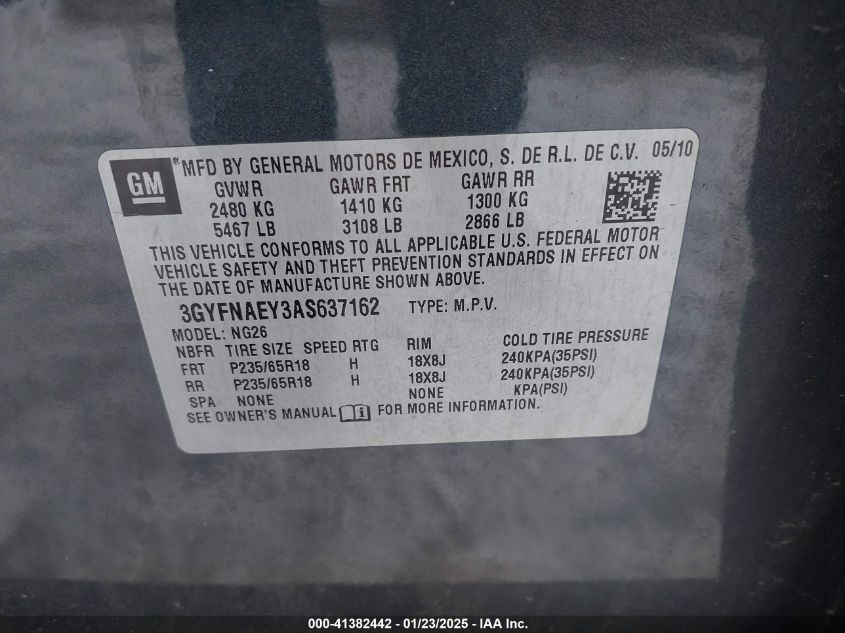 GM
*MFD BY GENERAL MOTORS DE MEXICO, S. DE R.L. DE C.V. 05/10
GVWR GAWR FRT GAWR RR
2480 KG 1410 KG 1300 KG
5467 LB 3108 LB 2866 LB
THIS VEHICLE CONFORMS TO ALL APPLICABLE U.S. FEDERAL MOTOR
VEHICLE SAFETY AND THEFT PREVENTION STANDARDS IN EFFECT ON
THE DATE OF MANUFACTURE SHOWN ABOVE.
3GYFNAEY3AS637162 TYPE: M.P.V.
MODEL: NG26
NBFR TIRE SIZE SPEED RTG RIM COLD TIRE PRESSURE
FRT P235/65R18 H 18X8J 240KPA(35PSI)
RR P235/65R18 H 18X8J 240KPA(35PSI)
SPA NONE NONE KPA(PSI)
SEE OWNER'S MANUAL FOR MORE INFORMATION.
000-41382442 - 01/23/2025 - IAA Inc.